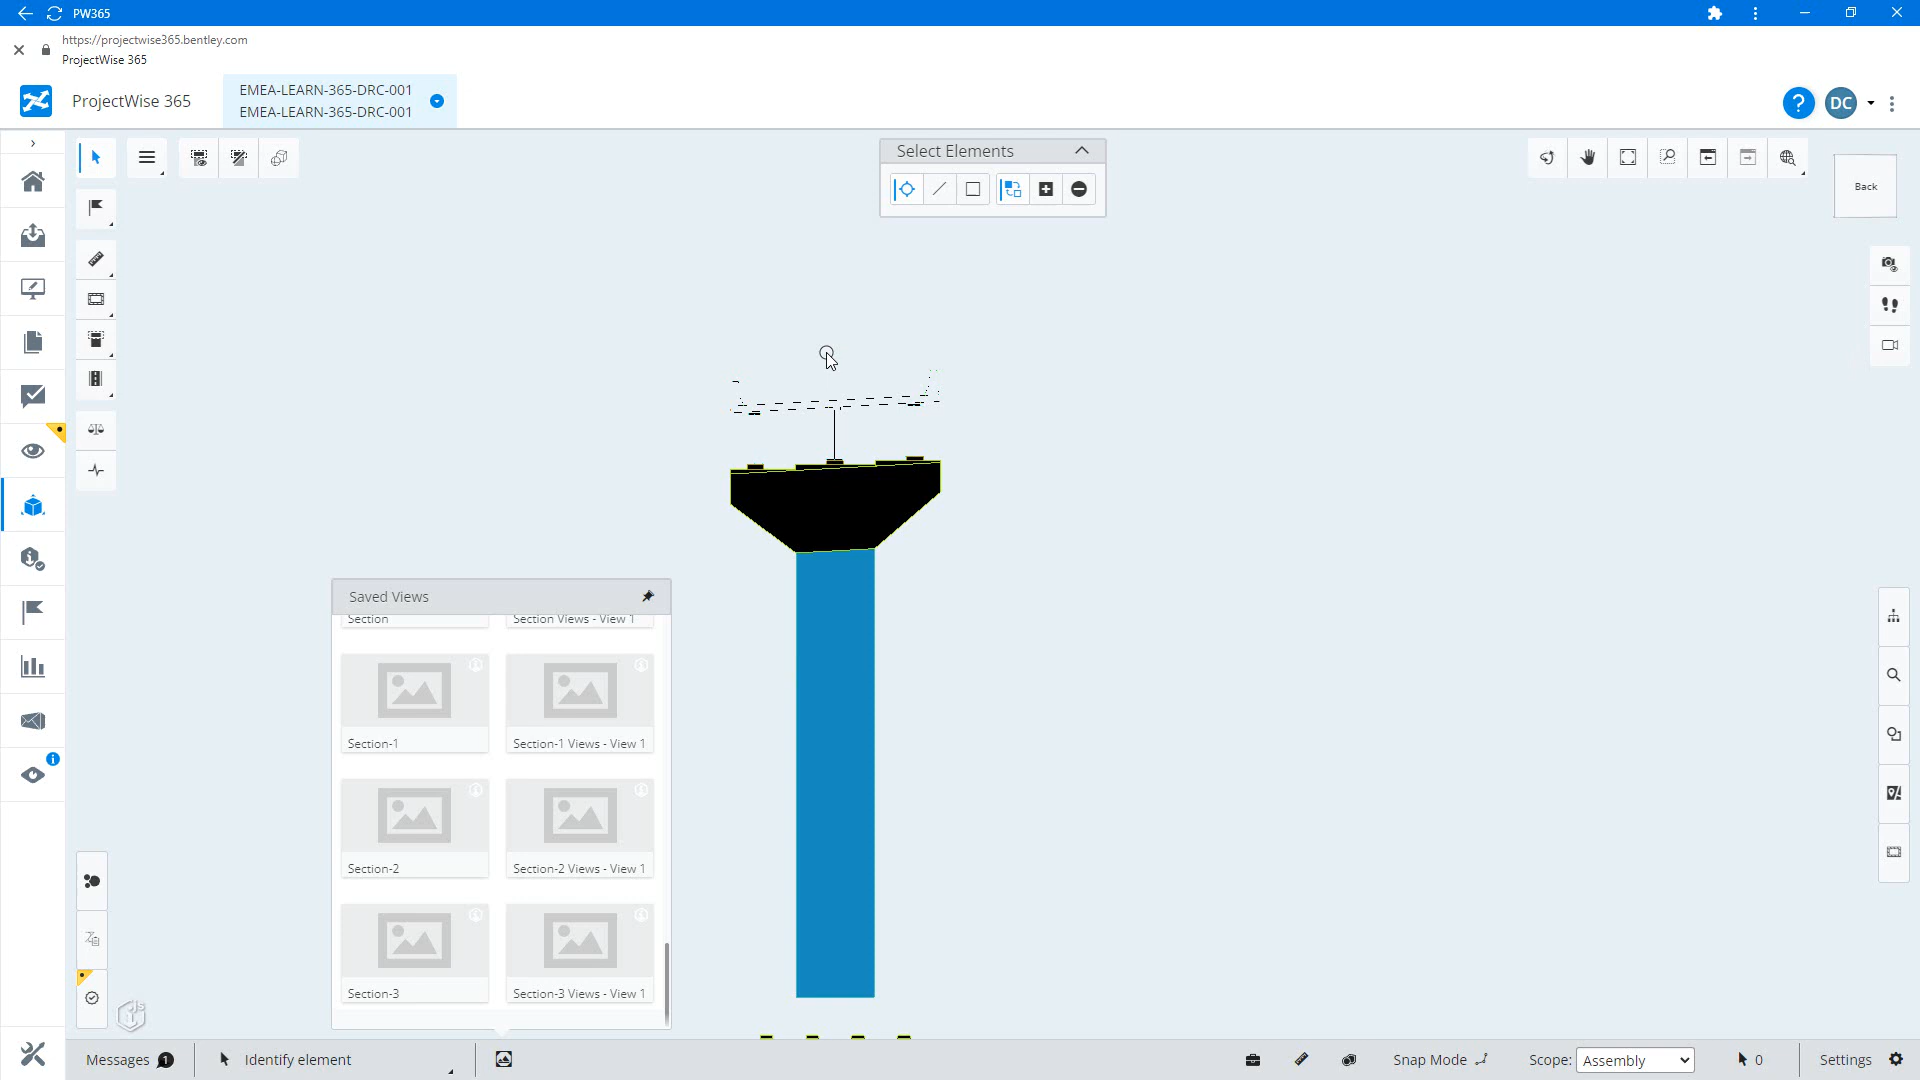 PW365
https://projectwise365.bentley.com
ProjectWise 365
ProjectWise 365
EMEA-LEARN-365-DRC-001
EMEA-LEARN-365-DRC-001
?
DC
Select Elements
Back
Saved Views
Section
Section Views - View 1
Section-1
Section-1 Views - View 1
Section-2
Section-2 Views - View 1
Section-3
Section-3 Views - View 1
Messages 1
Identify element
Snap Mode
Scope: Assembly
0
Settings